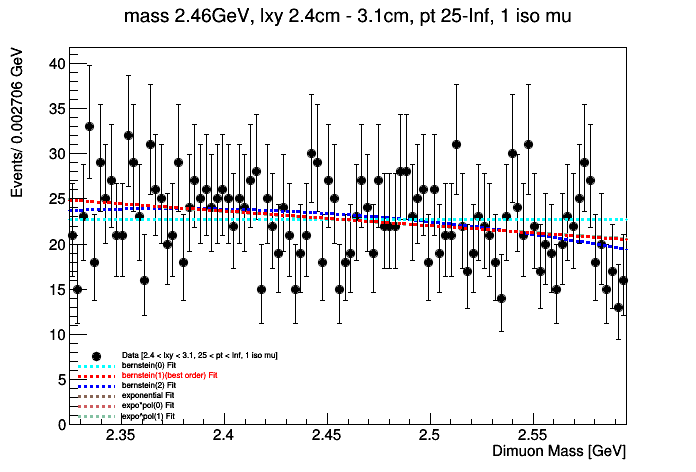 mass 2.46GeV, lxy 2.4cm - 3.1cm, pt 25-Inf, 1 iso mu
Events/ 0.002706 GeV
40
35
30
25
20
15
10
5
0
Data [2.4 < lxy < 3.1, 25 < pt < Inf, 1 iso mu]
bernstein(0) Fit
bernstein(1)(best order) Fit
bernstein(2) Fit
exponential Fit
expo*pol(0) Fit
expo*pol(1) Fit
2.35 2.4 2.45 2.5 2.55
Dimuon Mass [GeV]